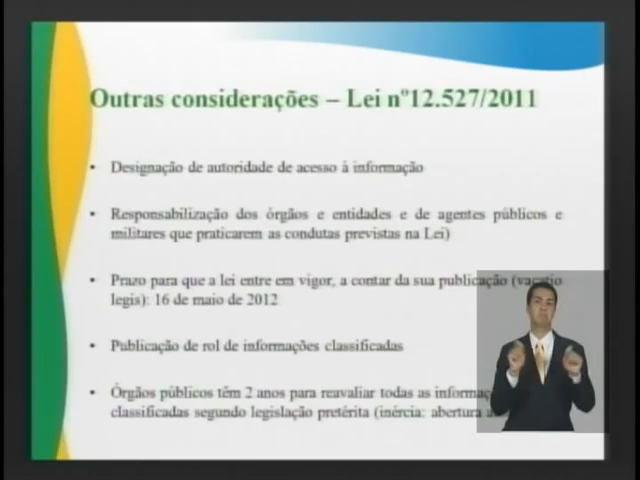 Outras considerações – Lei nº12.527/2011
• Designação de autoridade de acesso à informação
• Responsabilização dos órgãos e entidades e de agentes públicos e
militares que praticarem as condutas previstas na Lei)
• Prazo para que a lei entre em vigor, a contar da sua publicação (vacatio
legis): 16 de maio de 2012
• Publicação de rol de informações classificadas
• Órgãos públicos têm 2 anos para reavaliar todas as
classificadas segundo legislação pretérita (inércia: abertura